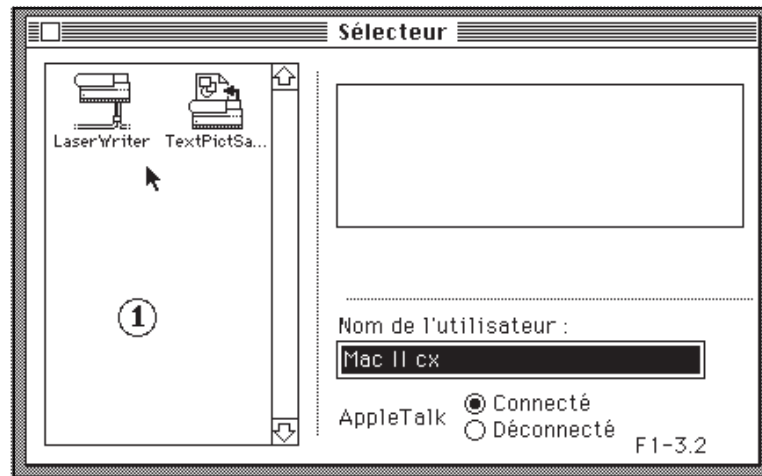 Sélecteur
LaserWriter TextPictSa...
1
Nom de l'utilisateur :
Mac II cx
AppleTalk
Connecté
Déconnecté
F1-3.2